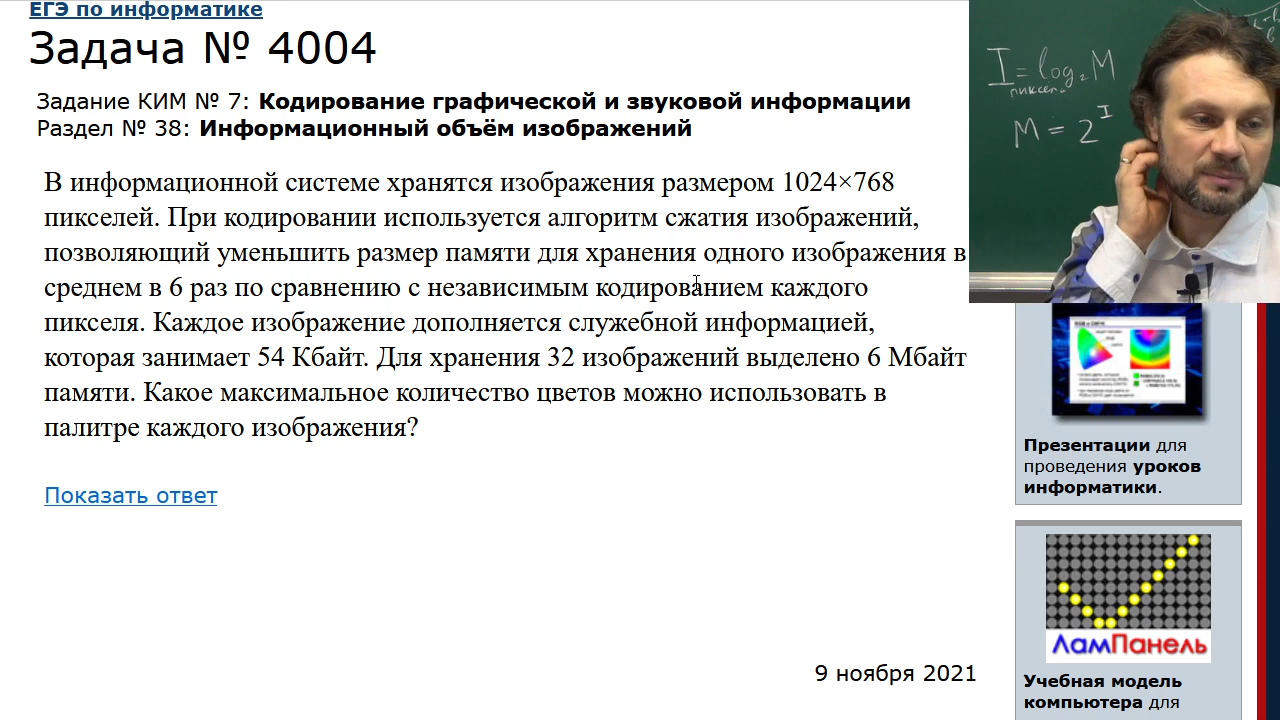 ЕГЭ по информатике
Задача № 4004
Задание КИМ № 7: Кодирование графической и звуковой информации
Раздел № 38: Информационный объём изображений
В информационной системе хранятся изображения размером 1024×768
пикселей. При кодировании используется алгоритм сжатия изображений,
позволяющий уменьшить размер памяти для хранения одного изображения в
среднем в 6 раз по сравнению с независимым кодированием каждого
пикселя. Каждое изображение дополняется служебной информацией,
которая занимает 54 Кбайт. Для хранения 32 изображений выделено 6 Мбайт
памяти. Какое максимальное количество цветов можно использовать в
палитре каждого изображения?
Показать ответ
9 ноября 2021
I = log₂ M
M = 2^I
Презентации для
проведения уроков
информатики.
ЛамПанель
Учебная модель
компьютера для